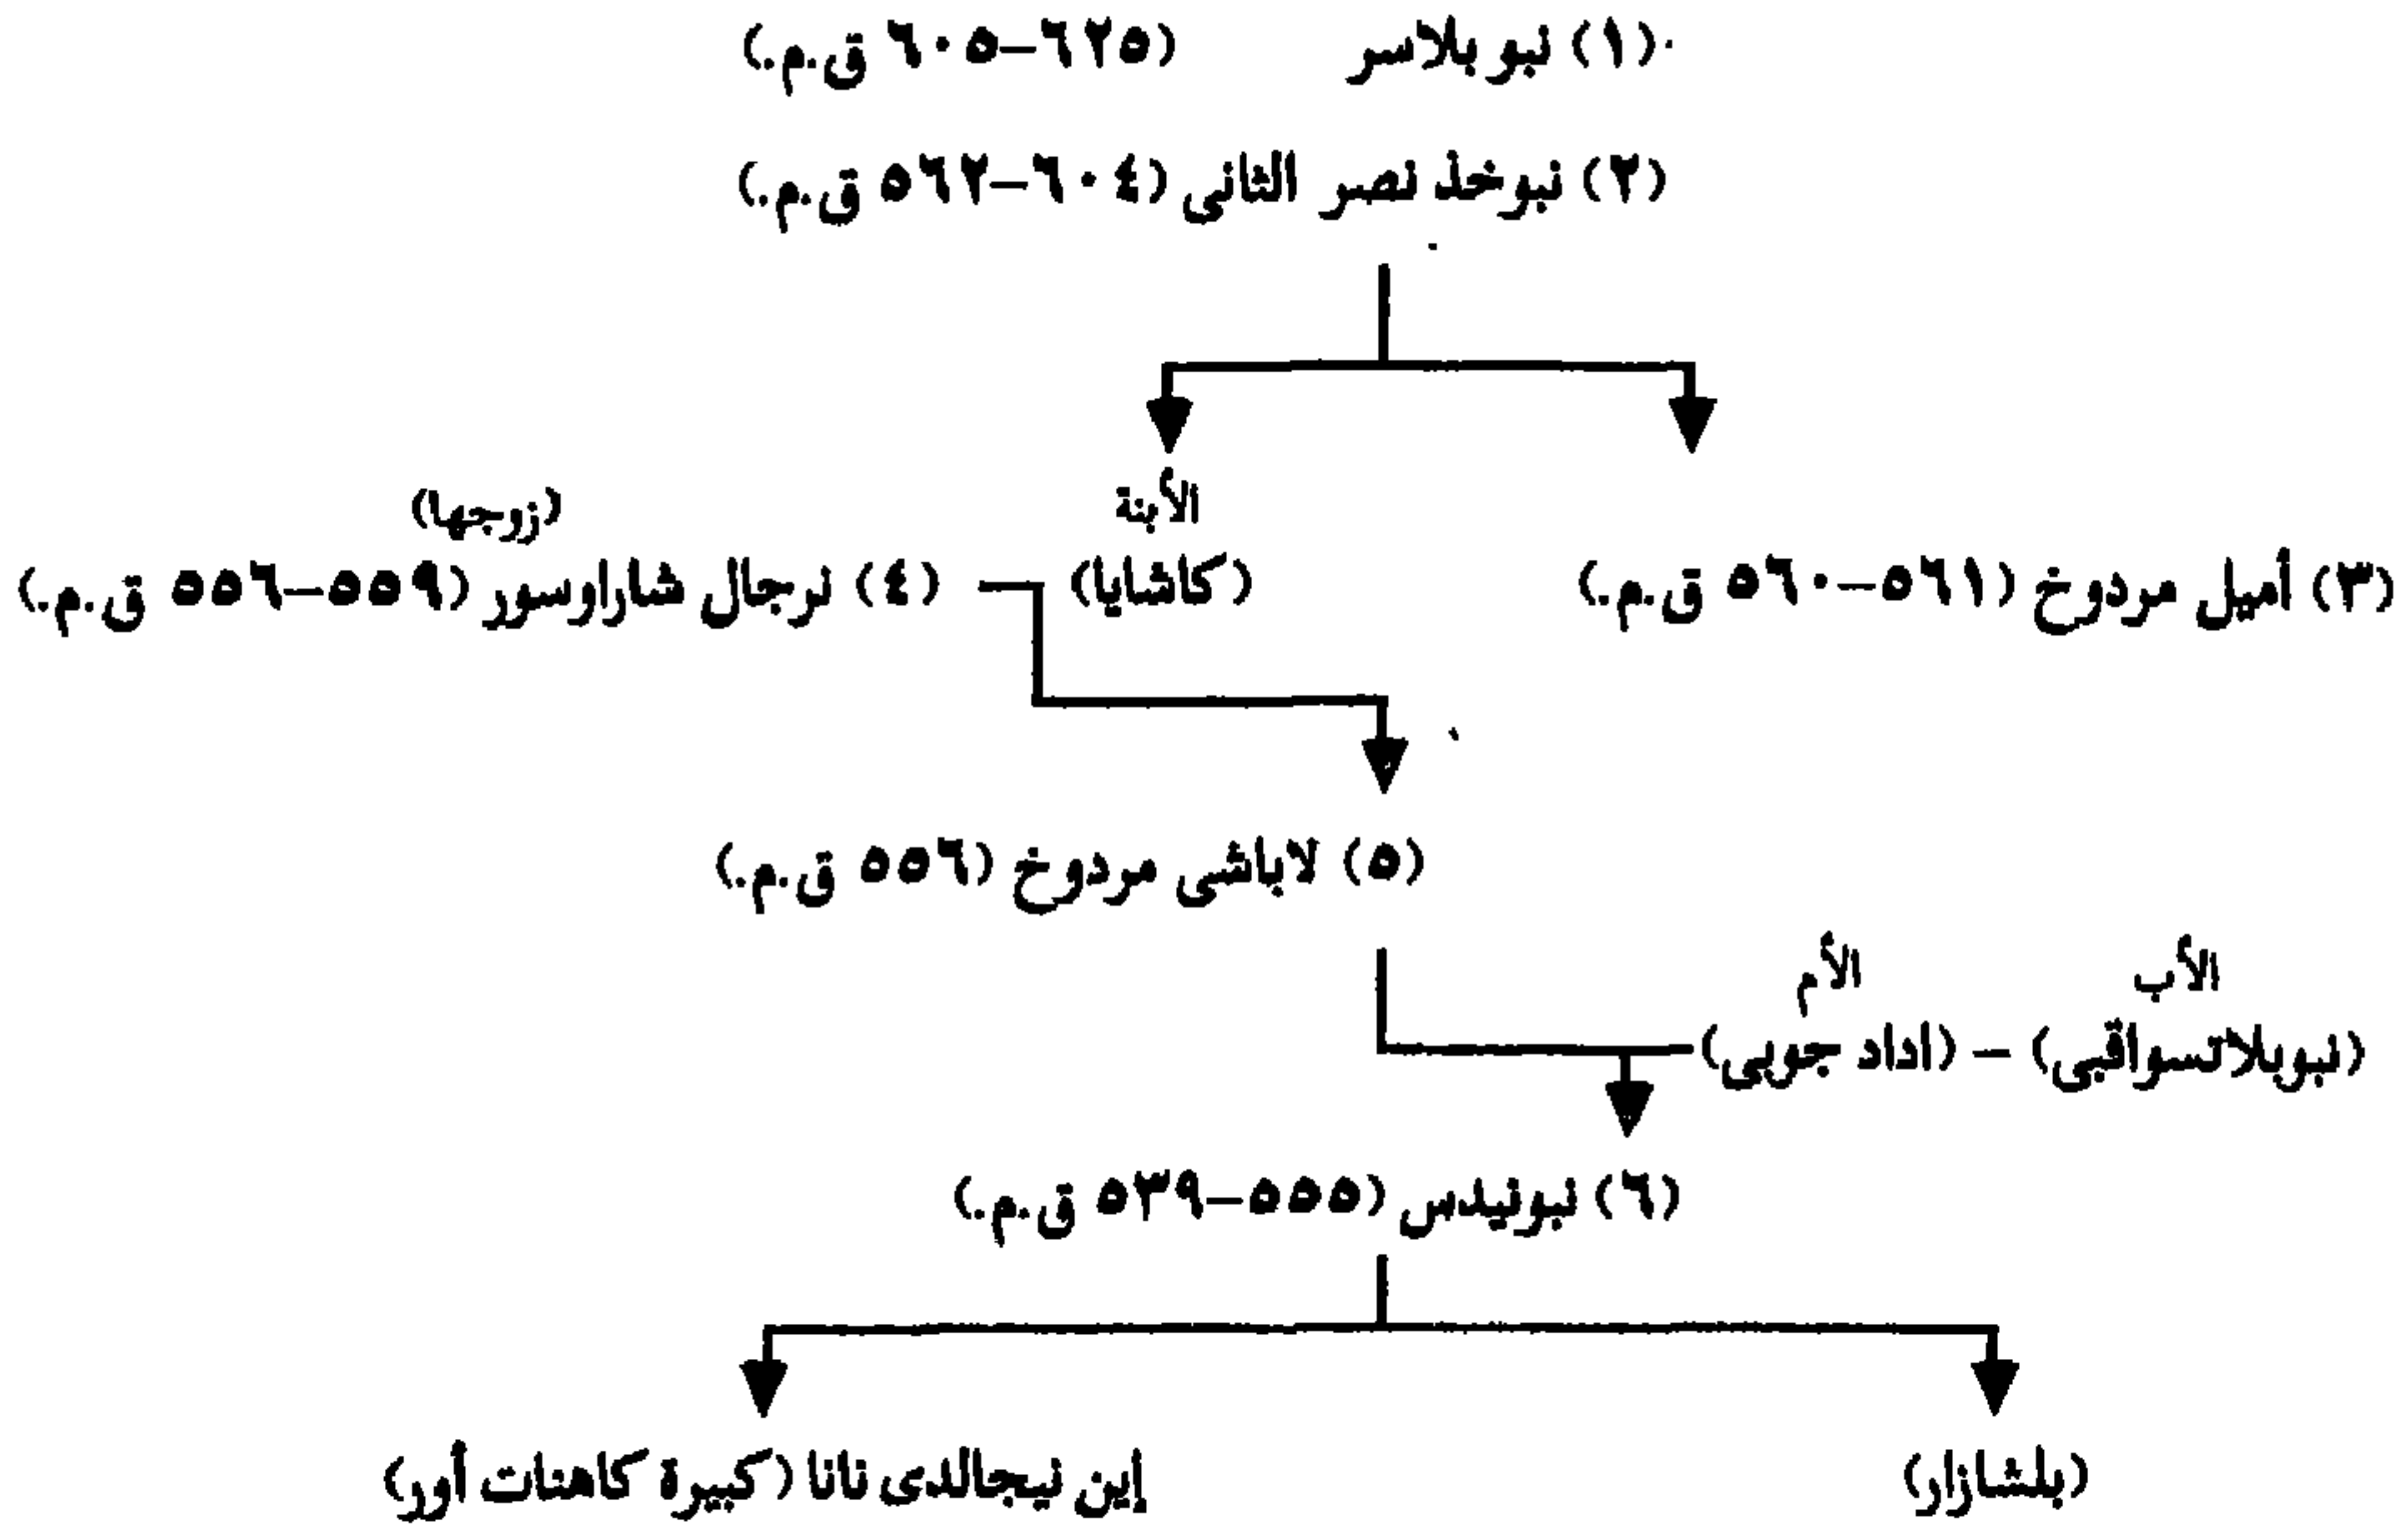 (١) نبو بلاسر (٦٢٥–٦٠٥ ق.م.)
(٢) نبوخذ نصر الثانى (٦٠٤–٥٦٢ ق.م.)
الأبنة
(زوجها)
(٣) أميل مردوخ (٥٦١–٥٦٠ ق.م.)
(كاشايا) — (٤) نرجال شاراوسور (٥٥٩–٥٥٦ ق.م.)
(٥) لاباشى مردوخ (٥٥٦ ق.م.)
الأب
الأم
(نبوبلاتسواقبى) – (اداد جوبى)
(٦) نبونيدس (٥٥٥–٥٣٩ ق.م.)
(بلشازار)
إين نيجالدى نانا (كبيرة كاهنات أور)